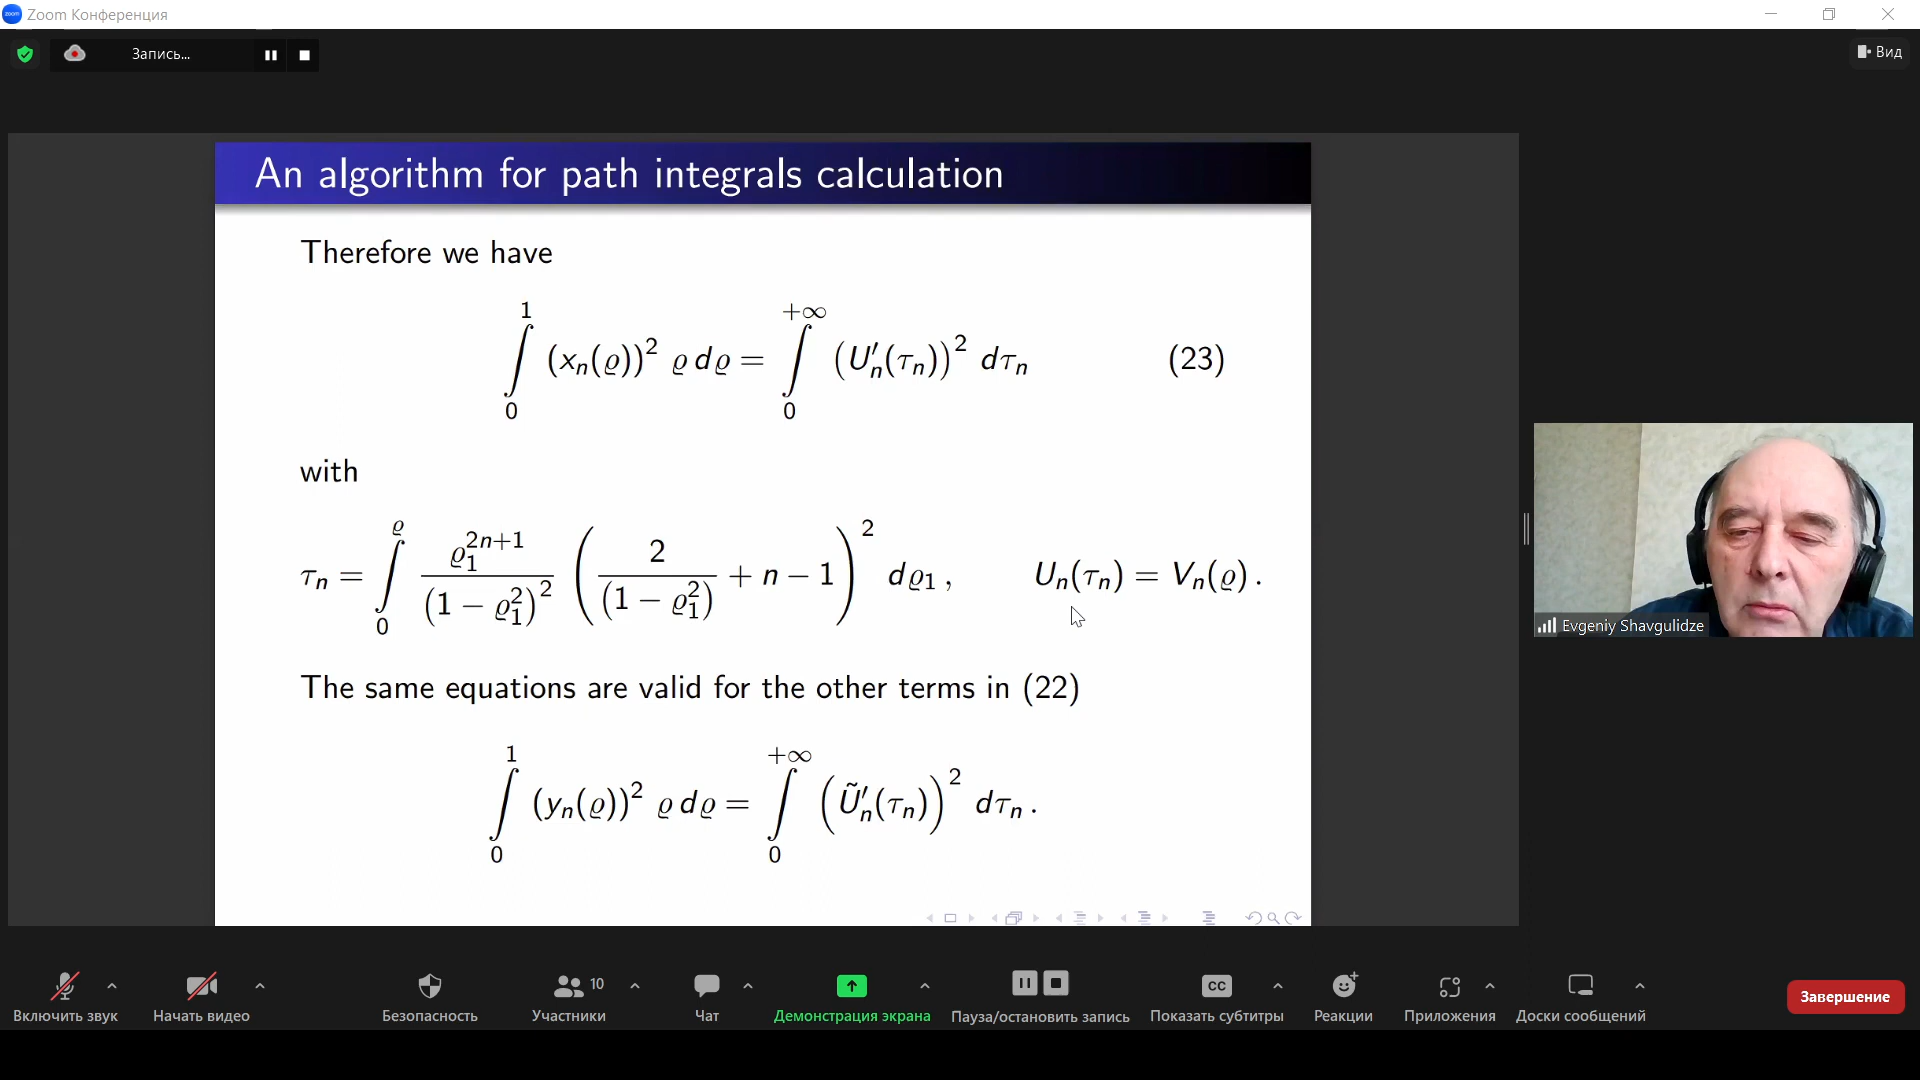 zoom Zoom Конференция
Запись...
Вид
An algorithm for path integrals calculation
Therefore we have
∫₀¹ (xₙ(ϱ))² ϱ dϱ = ∫₀^{+∞} (U′ₙ(τₙ))² dτₙ (23)
with
τₙ = ∫₀^ϱ ϱ₁^{2n+1} / (1 − ϱ₁²)² ( 2 / (1 − ϱ₁²) + n − 1 )² dϱ₁ , Uₙ(τₙ) = Vₙ(ϱ) .
The same equations are valid for the other terms in (22)
∫₀¹ (yₙ(ϱ))² ϱ dϱ = ∫₀^{+∞} (Ũ′ₙ(τₙ))² dτₙ .
Evgeniy Shavgulidze
Включить звук
Начать видео
Безопасность
10
Участники
Чат
Демонстрация экрана
Пауза/остановить запись
CC
Показать субтитры
Реакции
Приложения
Доски сообщений
Завершение